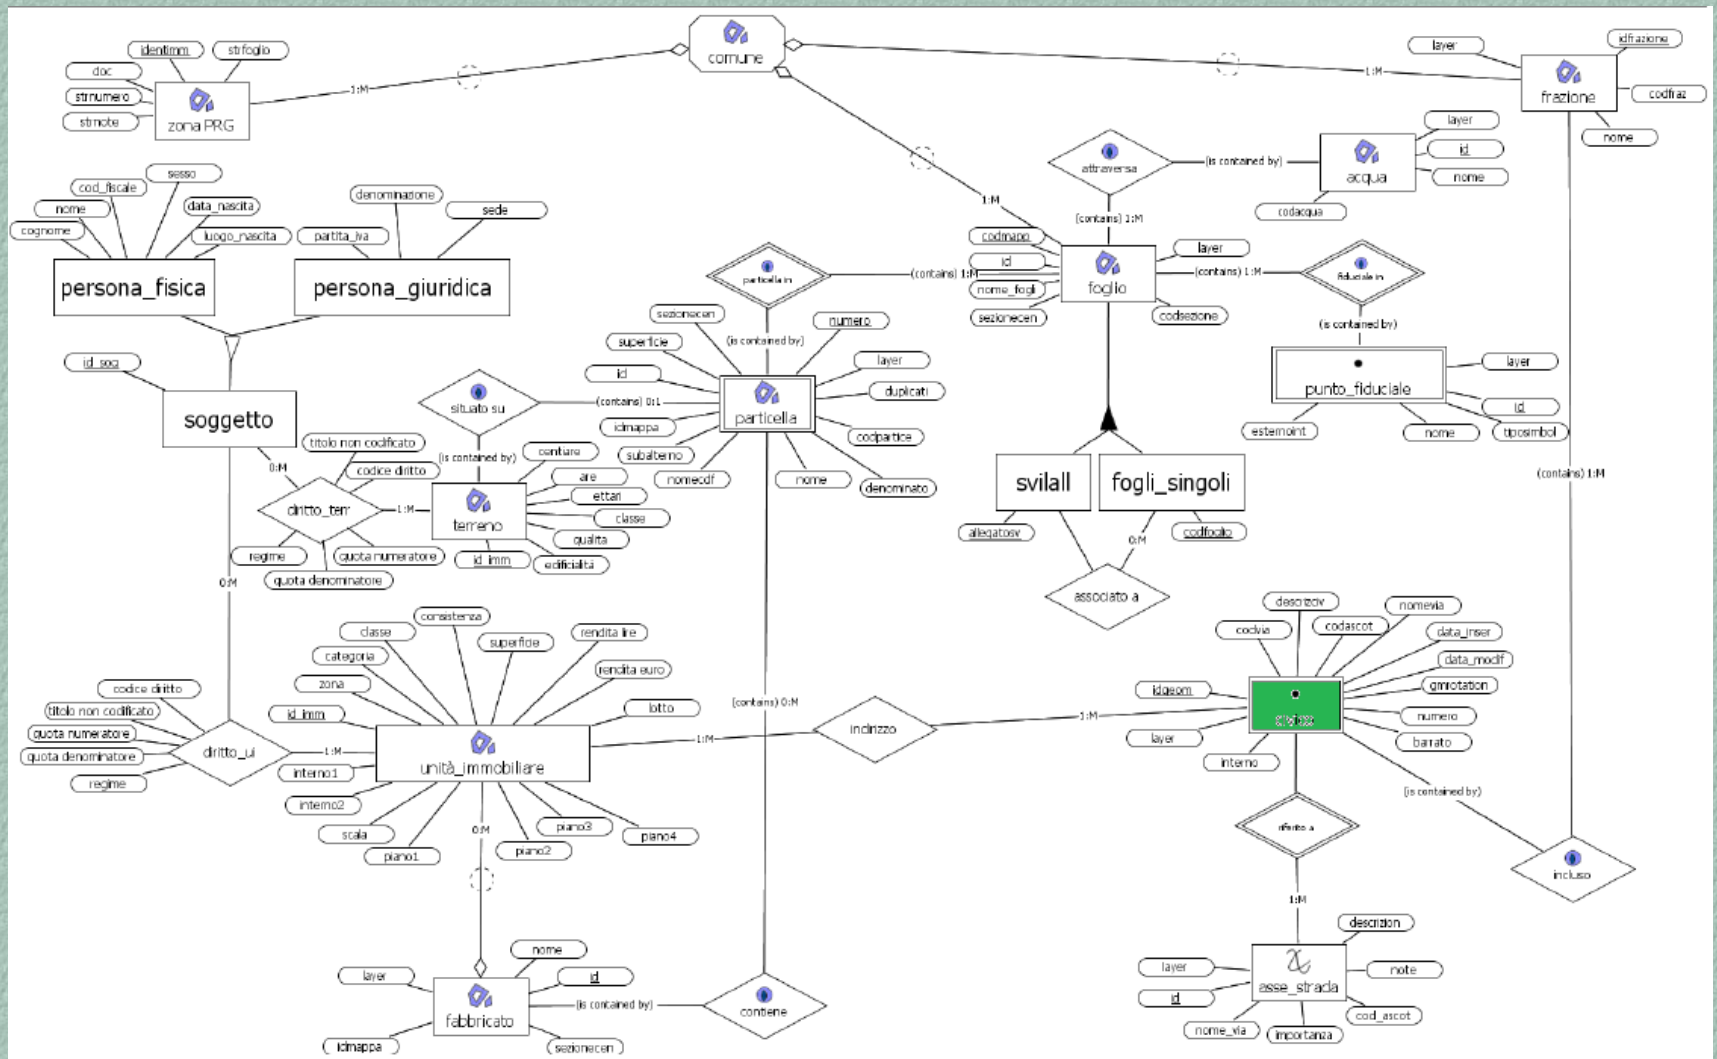 comune
identimm
strfoglio
doc
strnumero
strnote
zona PRG
1:M
1:M
1:M
layer
idfrazione
codfraz
nome
frazione
attraversa
(is contained by)
layer
id
nome
codacqua
acqua
(contains) 1:M
cognome
nome
cod_fiscale
sesso
data_nascita
luogo_nascita
persona_fisica
denominazione
partita_iva
sede
persona_giuridica
codmapp
id
nome_fogli
sezionecen
layer
codsezione
foglio
(contains) 1:M
particella in
(is contained by)
(contains) 1:M
fiduciale in
(is contained by)
layer
id
tiposimbol
nome
esternoint
punto_fiduciale
id_sog
soggetto
0:M
0:M
sezionecen
superficie
id
idmappa
subalterno
nomecdf
nome
numero
layer
duplicati
codpartice
denominato
particella
situato su
(contains) 0:1
(is contained by)
titolo non codificato
codice diritto
diritto_terr
regime
quota denominatore
quota numeratore
1:M
centiare
are
ettari
classe
qualita
edificialità
id_imm
terreno
svilall
fogli_singoli
allegatosv
codfoglio
0:M
associato a
(contains) 1:M
codice diritto
titolo non codificato
quota numeratore
quota denominatore
regime
diritto_ui
1:M
id_imm
zona
categoria
classe
consistenza
superficie
rendita lire
rendita euro
lotto
interno1
interno2
scala
piano1
piano2
piano3
piano4
unità_immobiliare
1:M
indirizzo
1:M
(contains) 0:M
codvia
descrizciv
codascot
nomevia
data_inser
data_modif
gmrotation
numero
barrato
idgeom
layer
interno
(is contained by)
riferito a
incluso
1:M
0:M
layer
nome
id
idmappa
sezionecen
fabbricato
(is contained by)
contiene
layer
id
nome_via
importanza
cod_ascot
note
descrizion
asse_strada